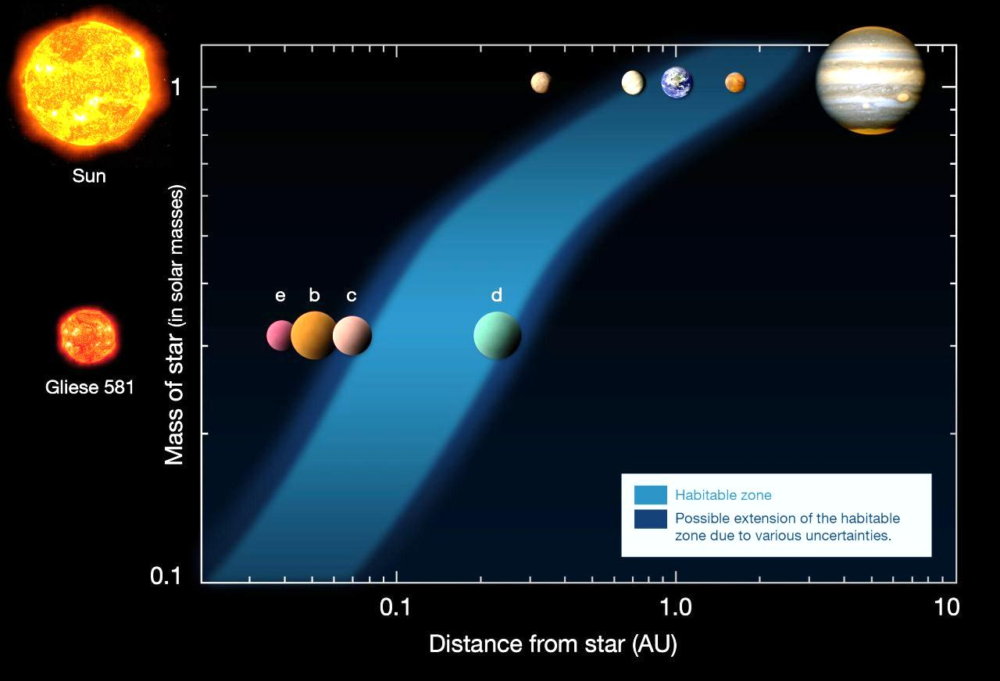 Sun
Gliese 581
Mass of star (in solar masses)
1
0.1
e b c d
Habitable zone
Possible extension of the habitable
zone due to various uncertainties.
0.1 1.0 10
Distance from star (AU)